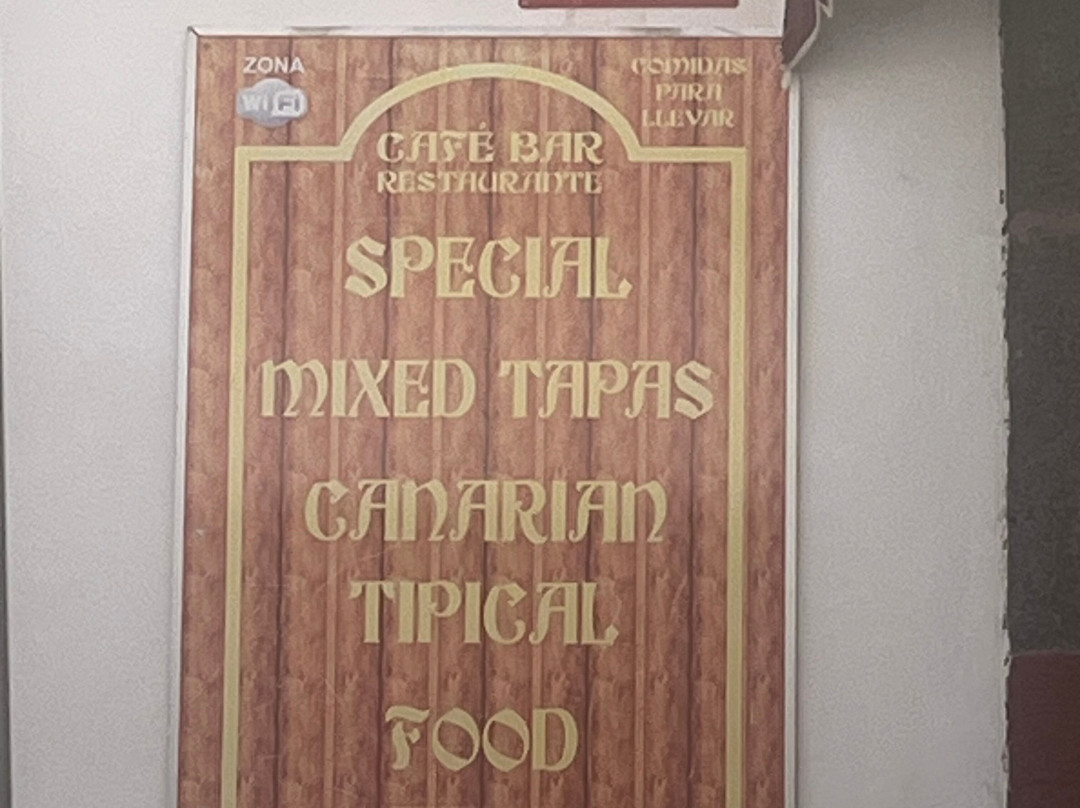 ZONA
WiFi
COMIDAS
PARA
LLEVAR
CAFÉ BAR
RESTAURANTE
SPECIAL
MIXED TAPAS
CANARIAN
TIPICAL
FOOD